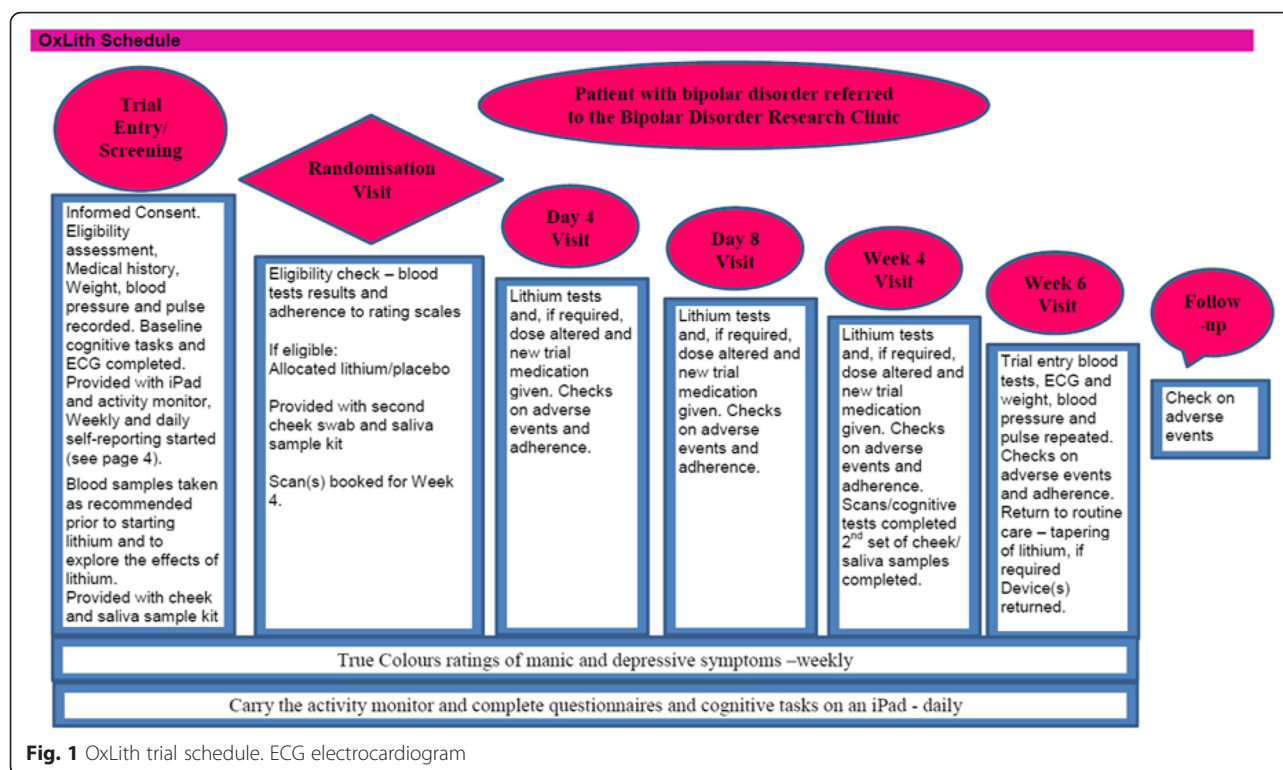 OxLith Schedule
Patient with bipolar disorder referred
to the Bipolar Disorder Research Clinic
Trial
Entry/
Screening
Informed Consent.
Eligibility
assessment,
Medical history,
Weight, blood
pressure and pulse
recorded. Baseline
cognitive tasks and
ECG completed.
Provided with iPad
and activity monitor,
Weekly and daily
self-reporting started
(see page 4).
Blood samples taken
as recommended
prior to starting
lithium and to
explore the effects of
lithium.
Provided with cheek
and saliva sample kit
Randomisation
Visit
Eligibility check – blood
tests results and
adherence to rating scales
If eligible:
Allocated lithium/placebo
Provided with second
cheek swab and saliva
sample kit
Scan(s) booked for Week
4.
Day 4
Visit
Lithium tests
and, if required,
dose altered and
new trial
medication
given. Checks
on adverse
events and
adherence.
Day 8
Visit
Lithium tests
and, if required,
dose altered and
new trial
medication
given. Checks
on adverse
events and
adherence.
Week 4
Visit
Lithium tests
and, if required,
dose altered and
new trial
medication
given. Checks
on adverse
events and
adherence.
Scans/cognitive
tests completed
2nd set of cheek/
saliva samples
completed.
Week 6
Visit
Trial entry blood
tests, ECG and
weight, blood
pressure and
pulse repeated.
Checks on
adverse events
and adherence.
Return to routine
care – tapering
of lithium, if
required
Device(s)
returned.
Follow
-up
Check on
adverse
events
True Colours ratings of manic and depressive symptoms –weekly
Carry the activity monitor and complete questionnaires and cognitive tasks on an iPad - daily
Fig. 1 OxLith trial schedule. ECG electrocardiogram